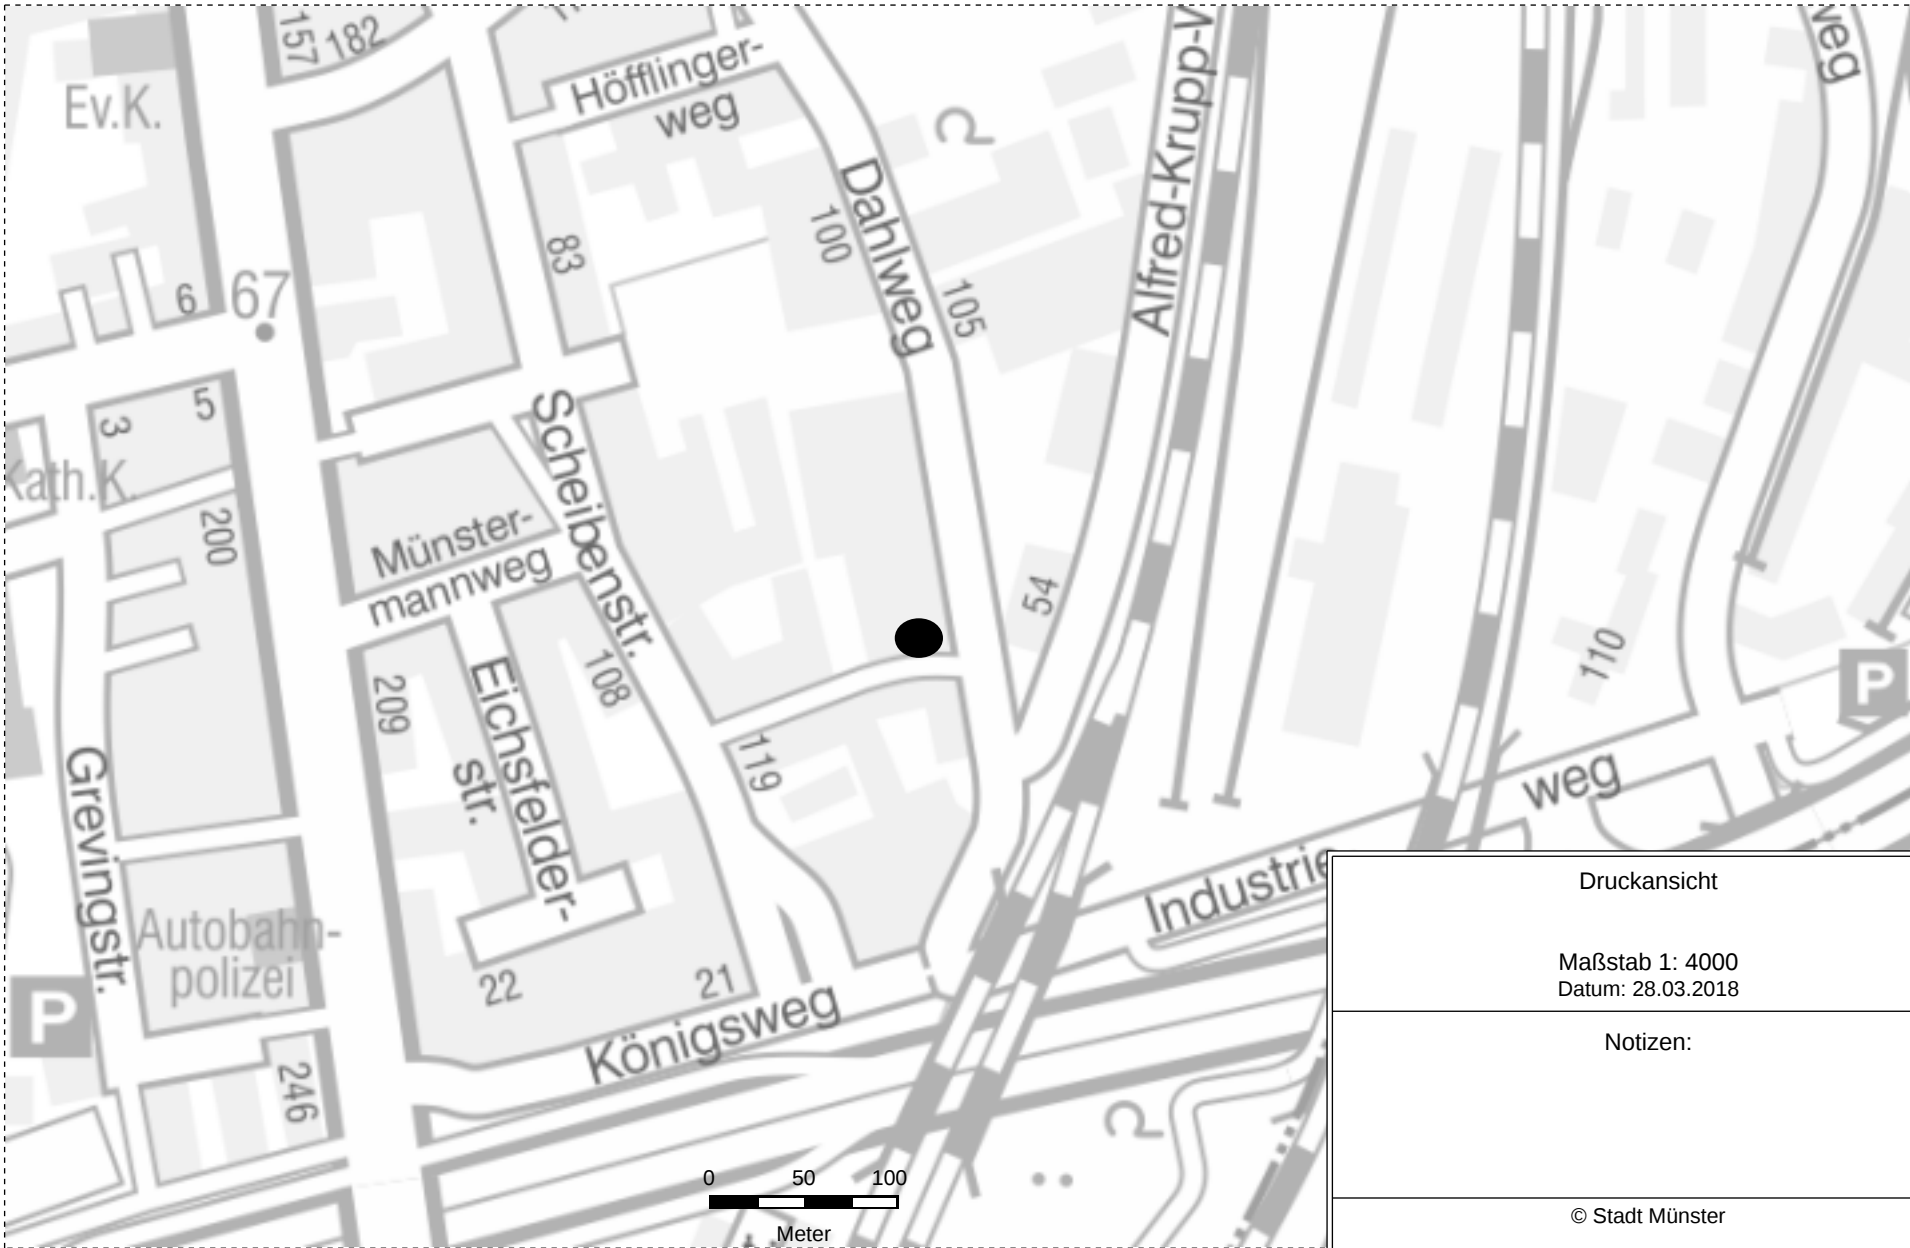 157
182
Ev.K.
Höfflinger-
weg
Dahlweg
100
105
83
6
67
5
3
Kath.K.
200
Scheibenstr.
Münster-
mannweg
Alfred-Krupp-W
weg
54
110
P
209
Eichsfelder-
str.
108
119
Grevingstr.
Autobahn-
polizei
22
21
P
Königsweg
246
Industrie
weg
0 50 100
Meter
Druckansicht
Maßstab 1: 4000
Datum: 28.03.2018
Notizen:
© Stadt Münster